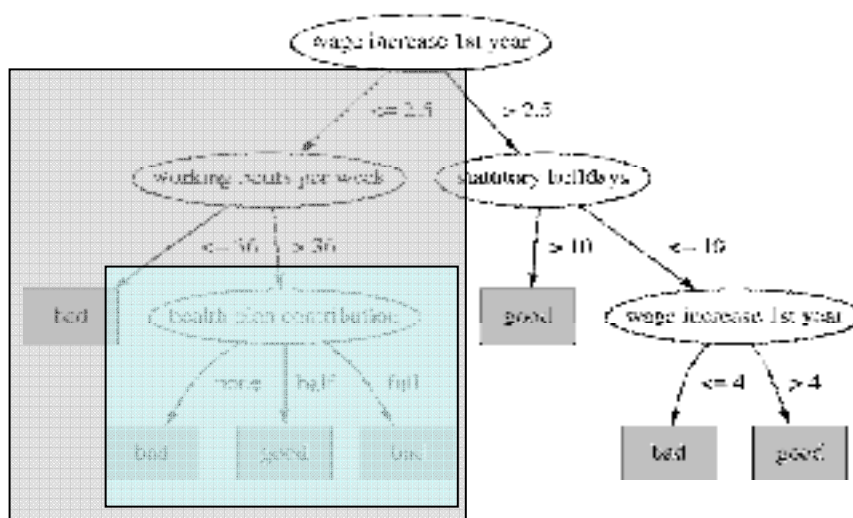 wage increase 1st year
<= 2.5 > 2.5
working hours per week statutory holidays
<= 36 > 36 > 10 <= 10
bad health plan contribution good wage increase 1st year
none half full <= 4 > 4
bad good bad bad good